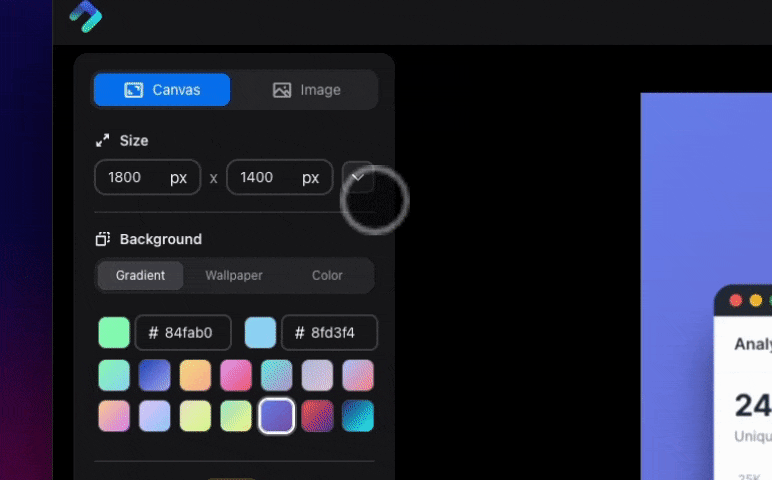 Canvas Image
Size
1800 px x 1400 px
Background
Gradient Wallpaper Color
# 84fab0 # 8fd3f4
Analy
24
Uniqu
25K